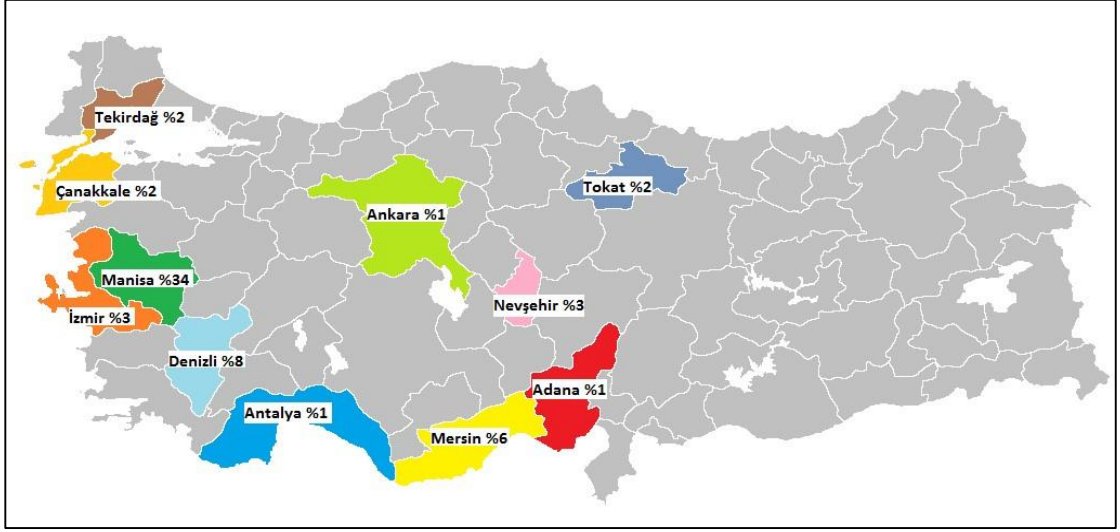 Tekirdağ %2
Çanakkale %2
Tokat %2
Ankara %1
Manisa %34
Nevşehir %3
İzmir %3
Denizli %8
Adana %1
Antalya %1
Mersin %6